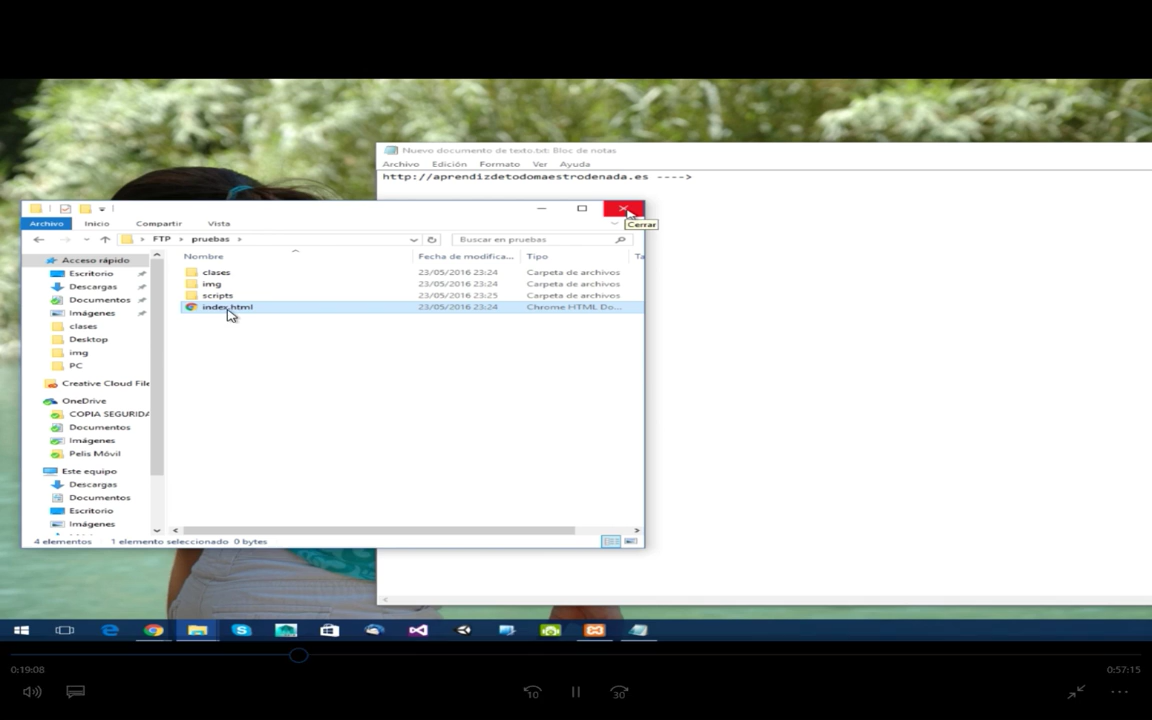 Nuevo documento de texto.txt: Bloc de notas
Archivo Edición Formato Ver Ayuda
http://aprendizdetodomaestrodenada.es ---->
Cerrar
Archivo Inicio Compartir Vista
FTP > pruebas >
Buscar en pruebas
Nombre Fecha de modifica... Tipo Ta
Acceso rápido
Escritorio
Descargas
Documentos
Imágenes
clases
Desktop
img
PC
Creative Cloud File
OneDrive
COPIA SEGURIDA
Documentos
Imágenes
Pelis Móvil
Este equipo
Descargas
Documentos
Escritorio
Imágenes
clases 23/05/2016 23:24 Carpeta de archivos
img 23/05/2016 23:24 Carpeta de archivos
scripts 23/05/2016 23:25 Carpeta de archivos
index.html 23/05/2016 23:24 Chrome HTML Do...
4 elementos 1 elemento seleccionado 0 bytes
0:19:08 0:57:15
10 30